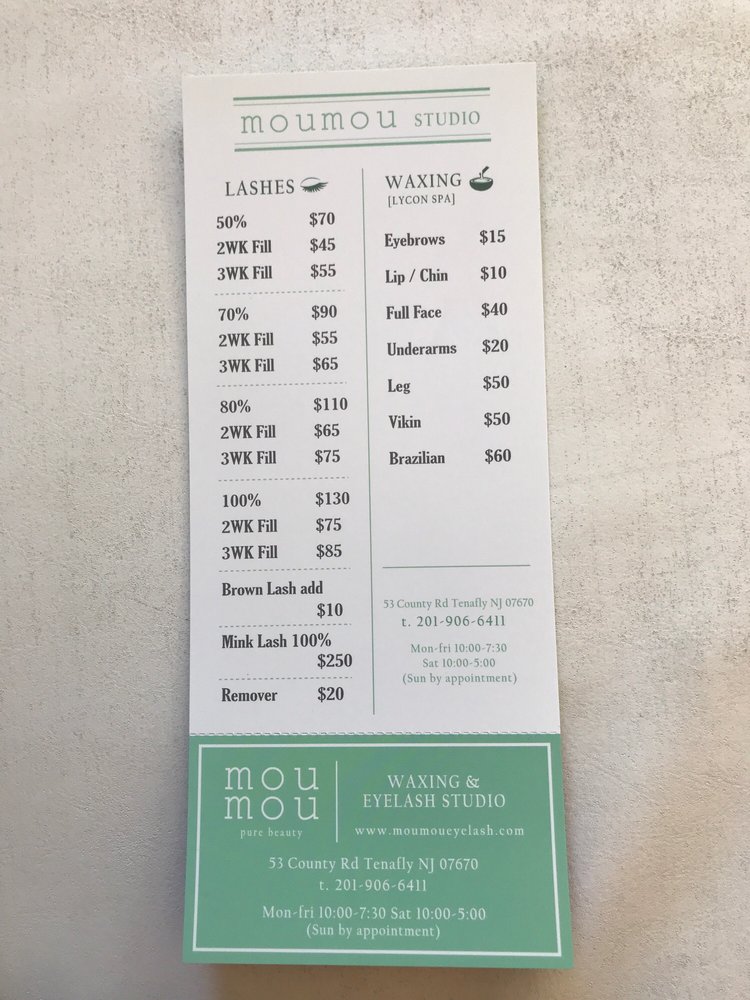 moumou STUDIO
LASHES
50% $70
2WK Fill $45
3WK Fill $55
70% $90
2WK Fill $55
3WK Fill $65
80% $110
2WK Fill $65
3WK Fill $75
100% $130
2WK Fill $75
3WK Fill $85
Brown Lash add
$10
Mink Lash 100%
$250
Remover $20
WAXING
[LYCON SPA]
Eyebrows $15
Lip / Chin $10
Full Face $40
Underarms $20
Leg $50
Vikin $50
Brazilian $60
53 County Rd Tenafly NJ 07670
t. 201-906-6411
Mon-fri 10:00-7:30
Sat 10:00-5:00
(Sun by appointment)
mou
mou
pure beauty
WAXING &
EYELASH STUDIO
www.moumoueyelash.com
53 County Rd Tenafly NJ 07670
t. 201-906-6411
Mon-fri 10:00-7:30 Sat 10:00-5:00
(Sun by appointment)